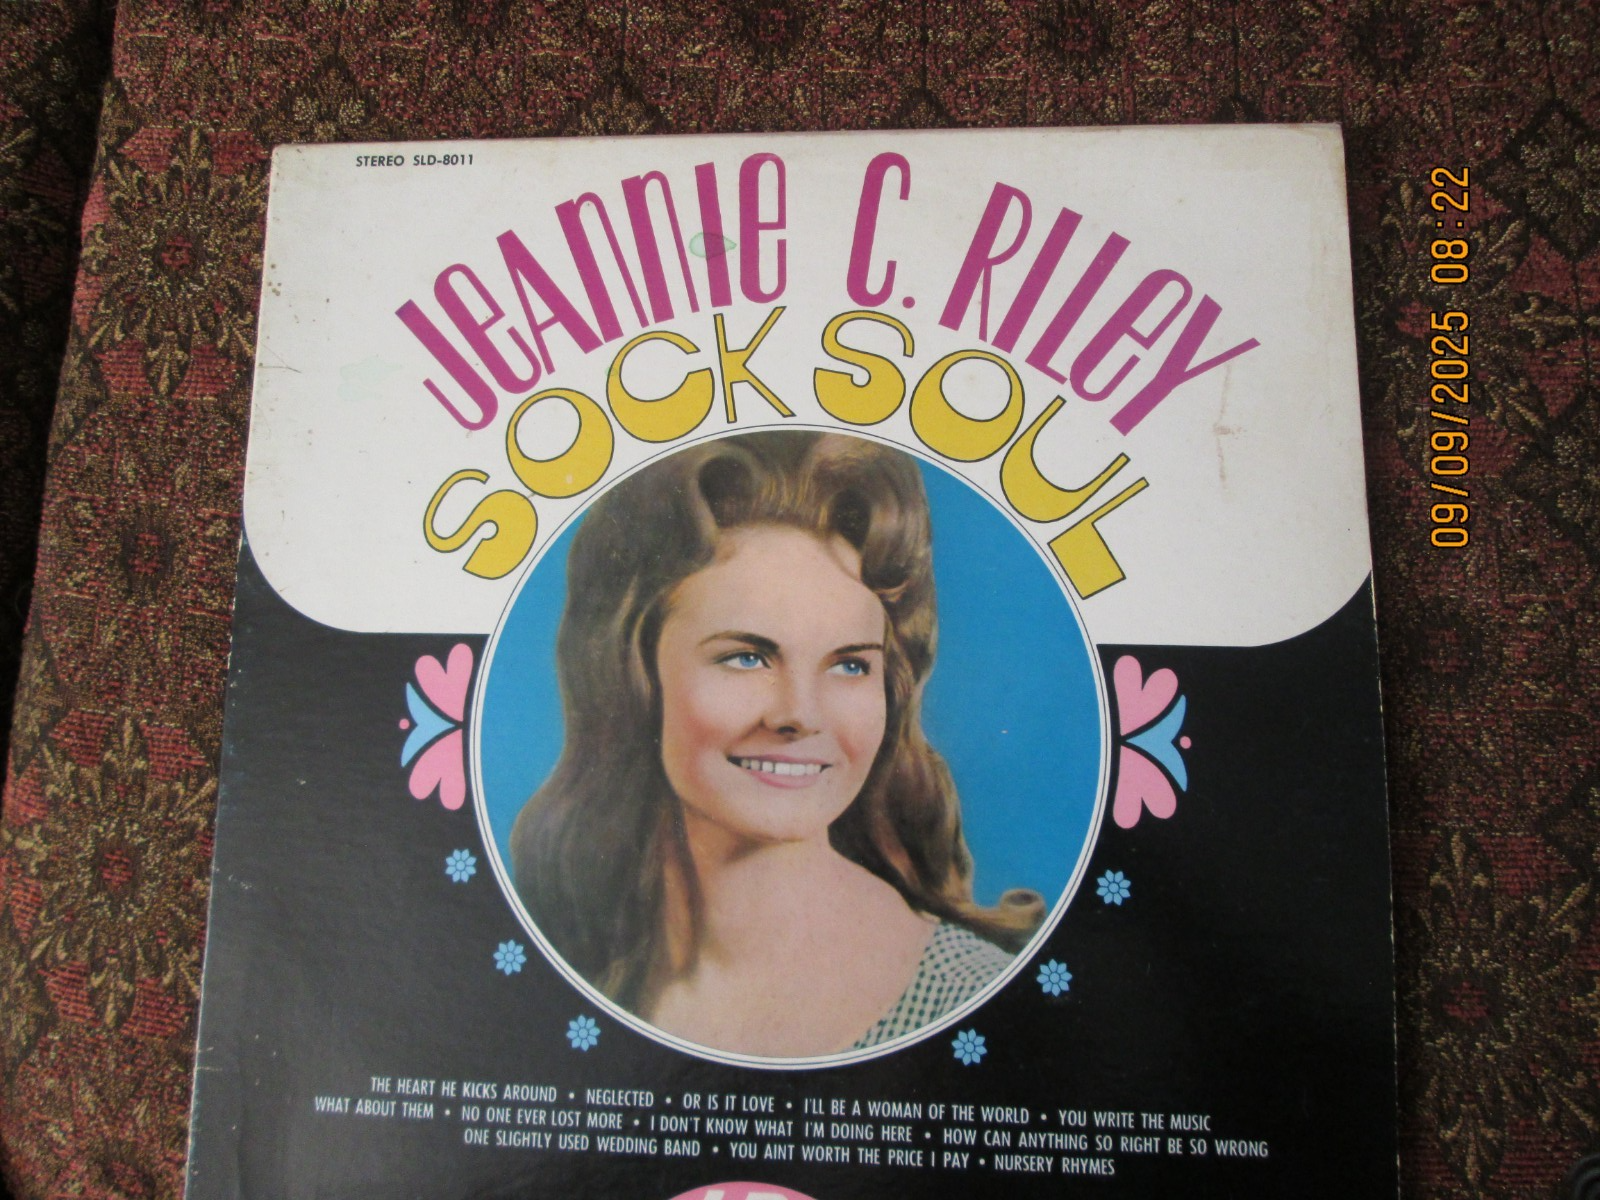 STEREO SLD-8011
JEANNIE C. RILEY
SOCK SOUL
THE HEART HE KICKS AROUND • NEGLECTED • OR IS IT LOVE • I'LL BE A WOMAN OF THE WORLD • YOU WRITE THE MUSIC
WHAT ABOUT THEM • NO ONE EVER LOST MORE • I DON'T KNOW WHAT I'M DOING HERE • HOW CAN ANYTHING SO RIGHT BE SO WRONG
ONE SLIGHTLY USED WEDDING BAND • YOU AINT WORTH THE PRICE I PAY • NURSERY RHYMES
09/09/2025 08:22